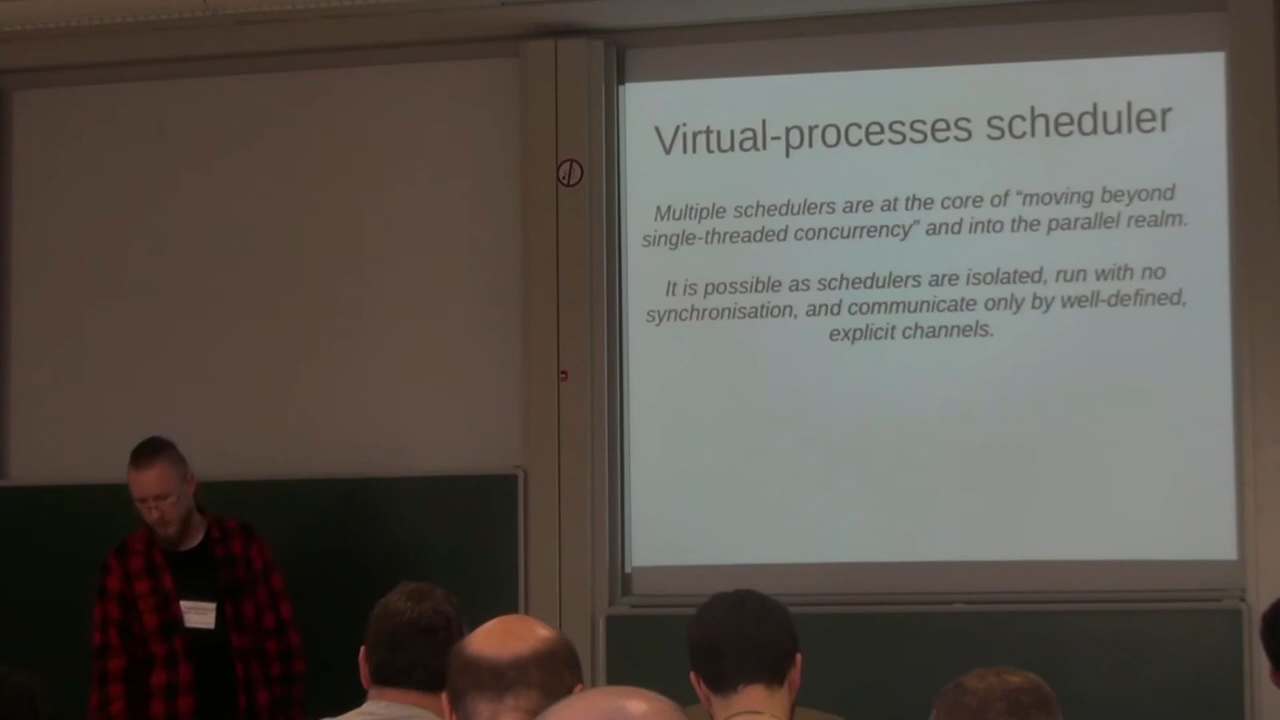 Virtual-processes scheduler
Multiple schedulers are at the core of “moving beyond
single-threaded concurrency” and into the parallel realm.
It is possible as schedulers are isolated, run with no
synchronisation, and communicate only by well-defined,
explicit channels.